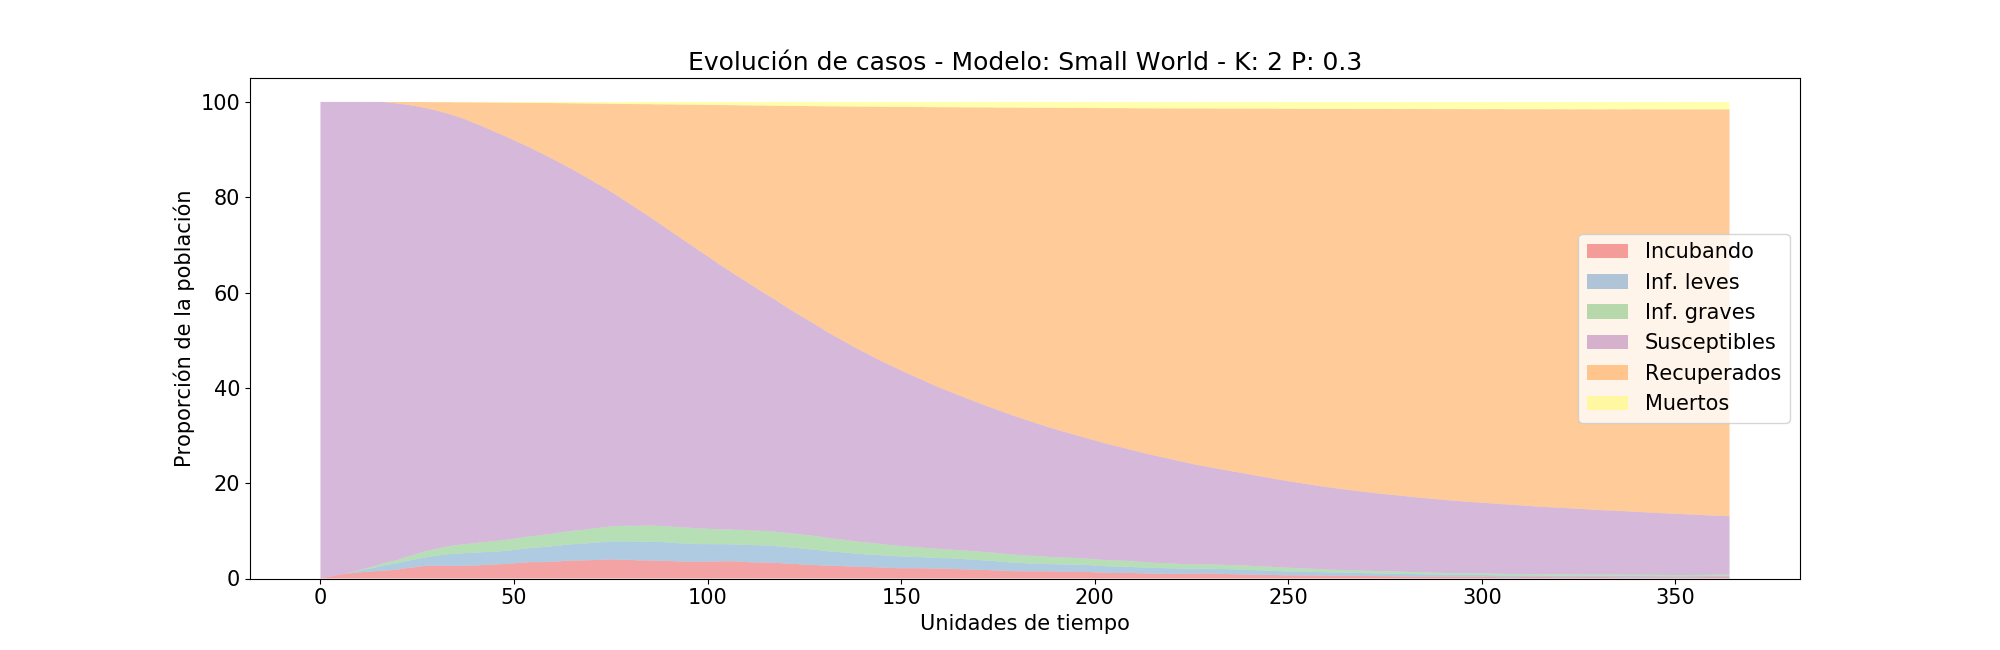 Evolución de casos - Modelo: Small World - K: 2 P: 0.3
Proporción de la población
100
80
60
40
20
0
Incubando
Inf. leves
Inf. graves
Susceptibles
Recuperados
Muertos
0 50 100 150 200 250 300 350
Unidades de tiempo